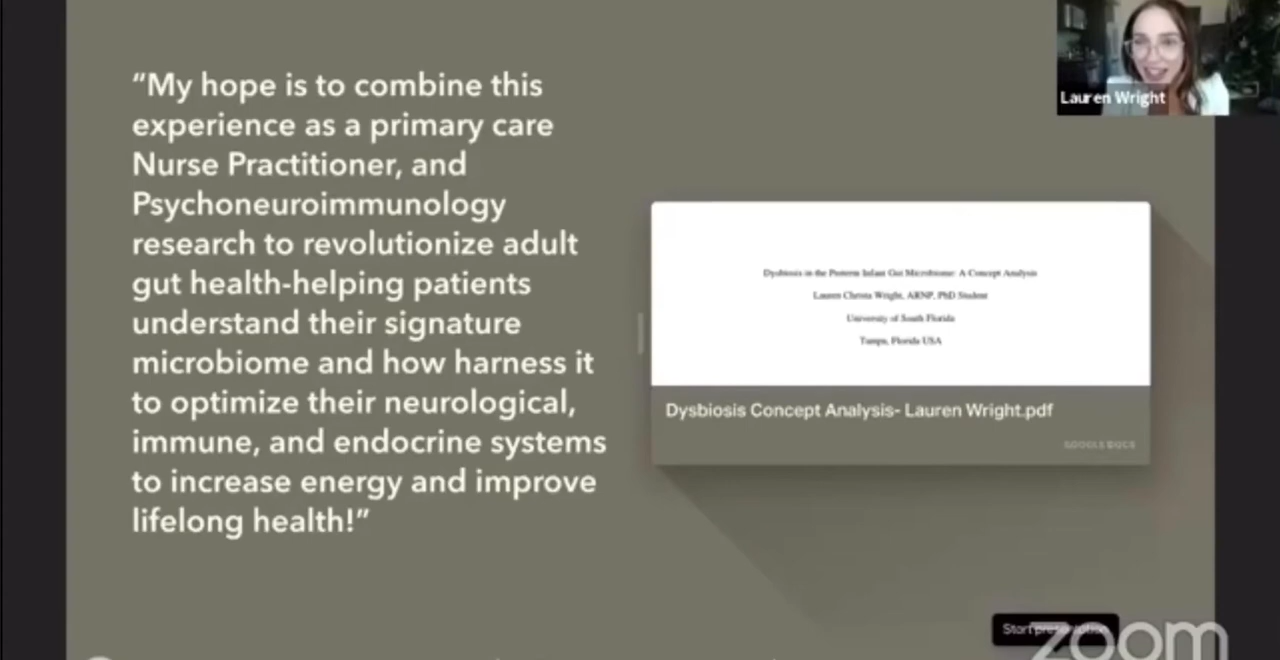 “My hope is to combine this
experience as a primary care
Nurse Practitioner, and
Psychoneuroimmunology
research to revolutionize adult
gut health-helping patients
understand their signature
microbiome and how harness it
to optimize their neurological,
immune, and endocrine systems
to increase energy and improve
lifelong health!”
Lauren Wright
Dysbiosis in the Preterm Infant Gut Microbiome: A Concept Analysis
Lauren Christa Wright, ARNP, PhD Student
University of South Florida
Tampa, Florida USA
Dysbiosis Concept Analysis- Lauren Wright.pdf
GOOGLE DOCS
Start presentation
zoom